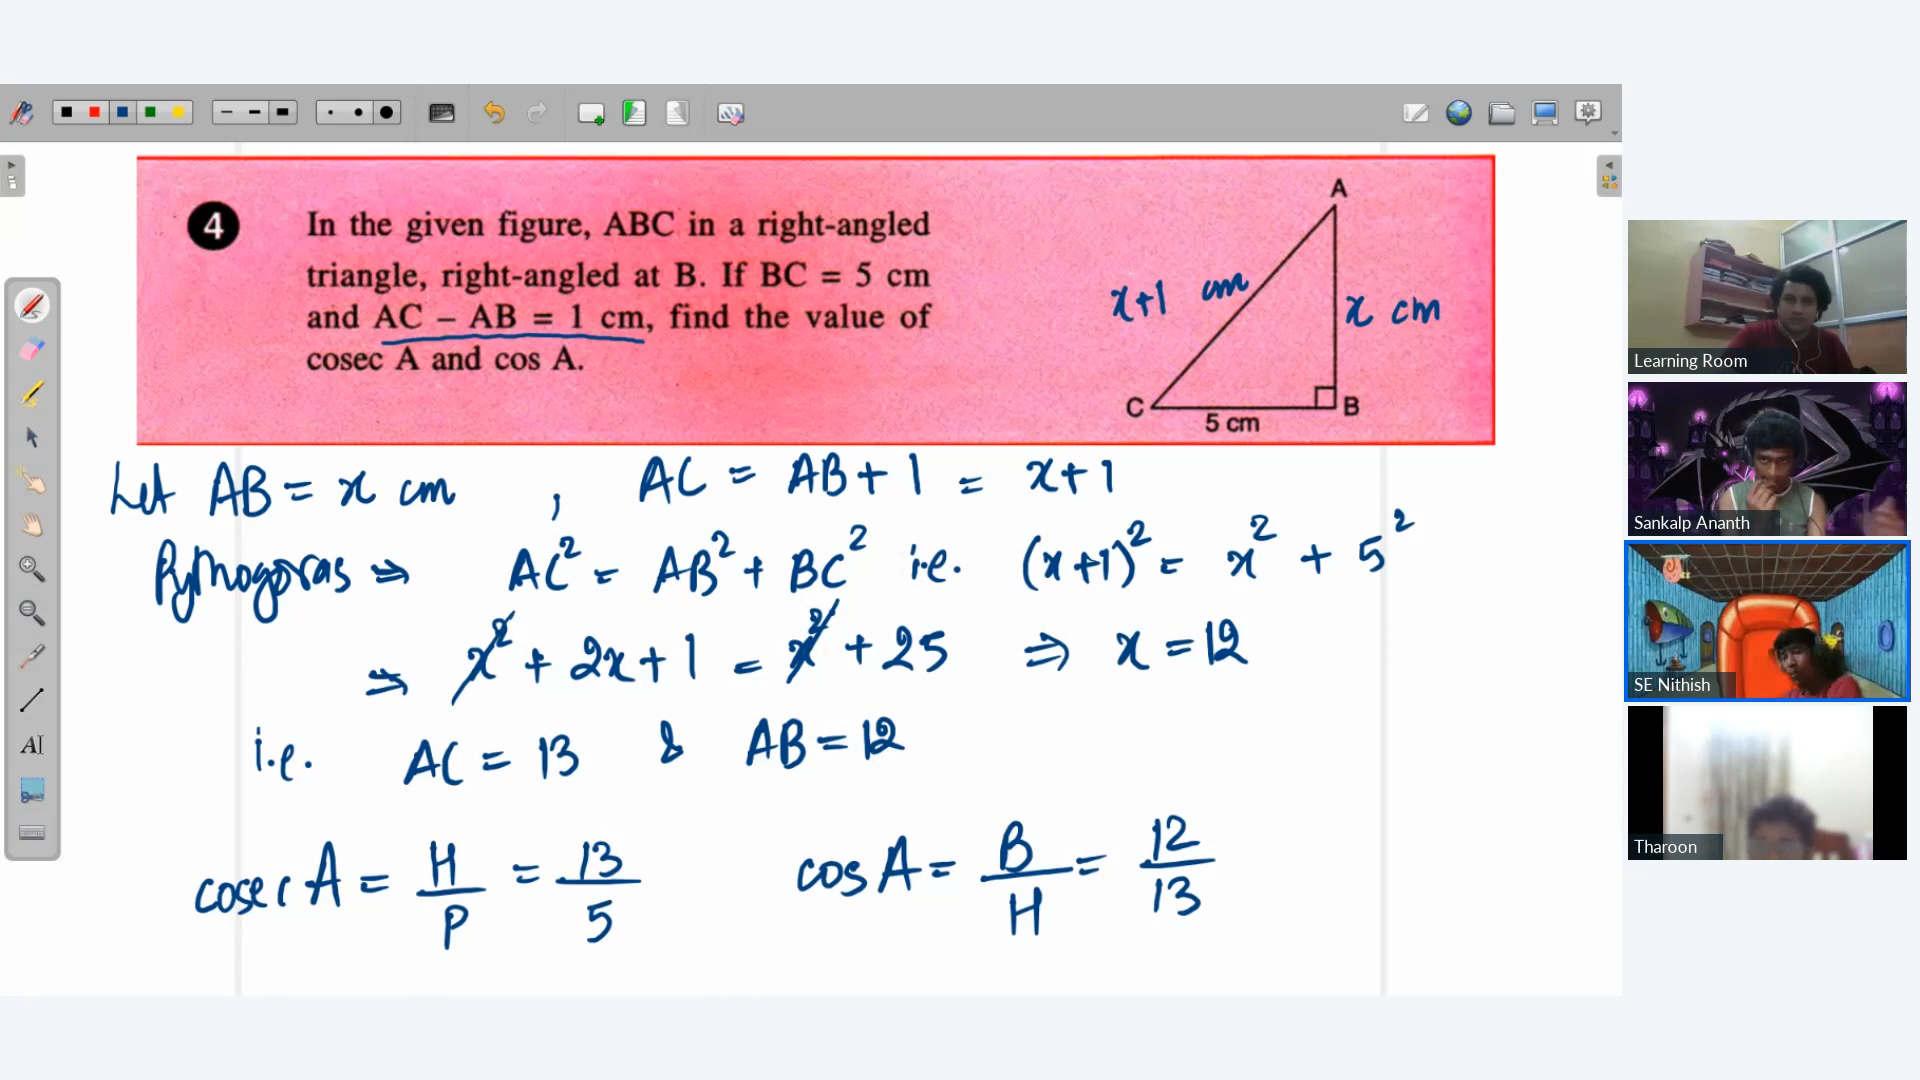 4
In the given figure, ABC in a right-angled
triangle, right-angled at B. If BC = 5 cm
and AC – AB = 1 cm, find the value of
cosec A and cos A.
A
x+1 cm
x cm
C
B
5 cm
Let AB = x cm , AC = AB + 1 = x+1
Pythogoras ⇒ AC² = AB² + BC² i.e. (x+1)² = x² + 5²
⇒ x² + 2x + 1 = x² + 25 ⇒ x = 12
i.e. AC = 13 & AB = 12
cosec A = H/P = 13/5 cos A = B/H = 12/13
AI
Learning Room
Sankalp Ananth
SE Nithish
Tharoon